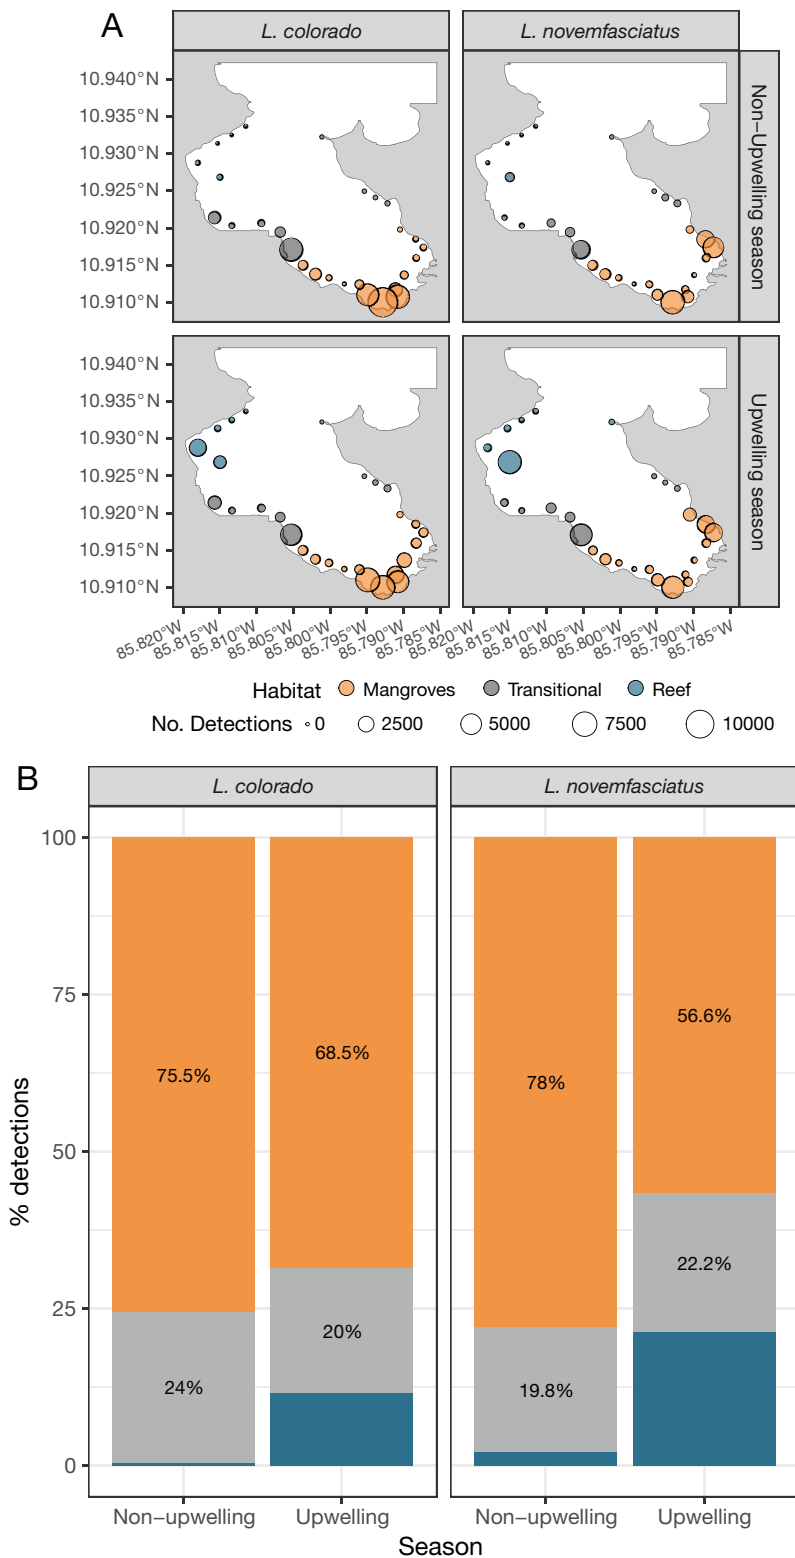 A
L. colorado
L. novemfasciatus
10.940°N
10.935°N
10.930°N
10.925°N
10.920°N
10.915°N
10.910°N
Non−Upwelling season
10.940°N
10.935°N
10.930°N
10.925°N
10.920°N
10.915°N
10.910°N
Upwelling season
85.820°W
85.815°W
85.810°W
85.805°W
85.800°W
85.795°W
85.790°W
85.785°W
85.820°W
85.815°W
85.810°W
85.805°W
85.800°W
85.795°W
85.790°W
85.785°W
Habitat Mangroves Transitional Reef
No. Detections 0 2500 5000 7500 10000
B
L. colorado
L. novemfasciatus
% detections
100
75
50
25
0
75.5%
24%
68.5%
20%
78%
19.8%
56.6%
22.2%
Non−upwelling
Upwelling
Non−upwelling
Upwelling
Season